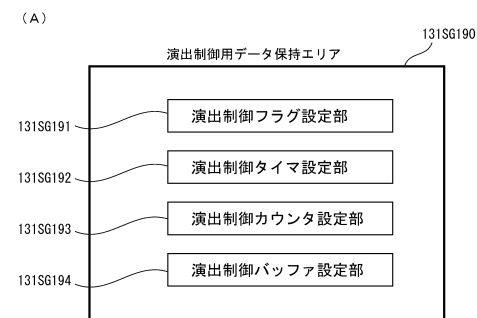 (A)
131SG190
演出制御用データ保持エリア
131SG191
演出制御フラグ設定部
131SG192
演出制御タイマ設定部
131SG193
演出制御カウンタ設定部
131SG194
演出制御バッファ設定部